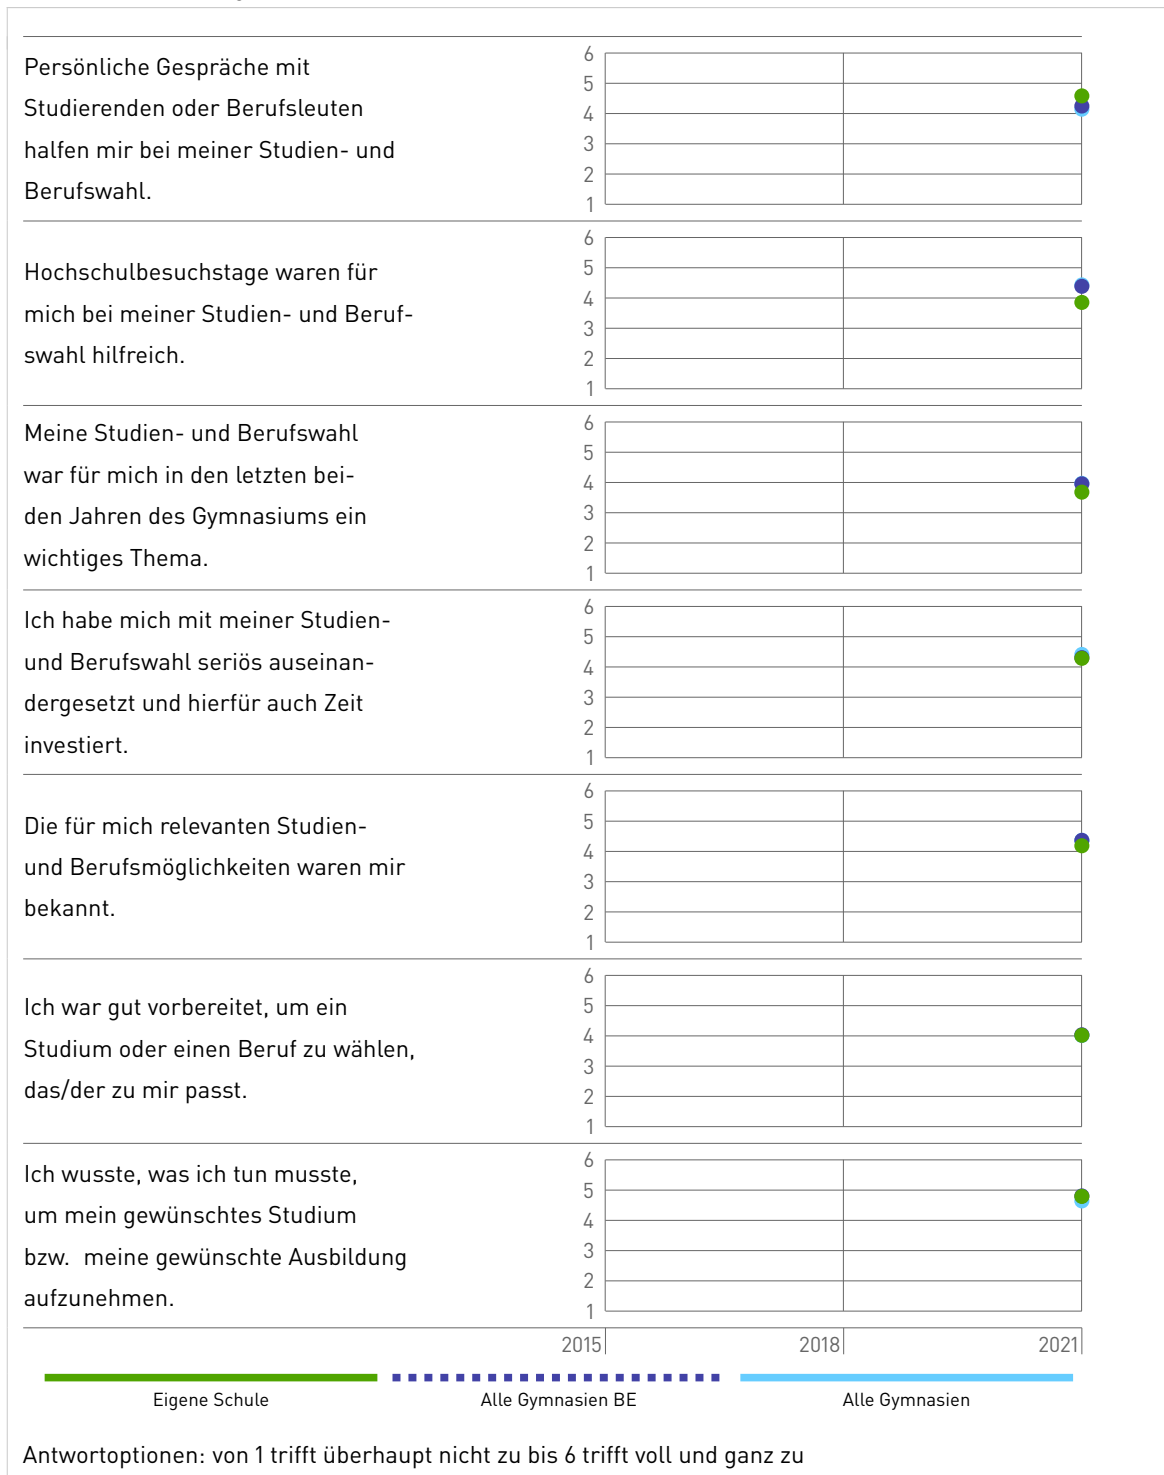 Persönliche Gespräche mit
Studierenden oder Berufsleuten
halfen mir bei meiner Studien- und
Berufswahl.
6
5
4
3
2
1
Hochschulbesuchstage waren für
mich bei meiner Studien- und Beruf-
swahl hilfreich.
6
5
4
3
2
1
Meine Studien- und Berufswahl
war für mich in den letzten bei-
den Jahren des Gymnasiums ein
wichtiges Thema.
6
5
4
3
2
1
Ich habe mich mit meiner Studien-
und Berufswahl seriös auseinan-
dergesetzt und hierfür auch Zeit
investiert.
6
5
4
3
2
1
Die für mich relevanten Studien-
und Berufsmöglichkeiten waren mir
bekannt.
6
5
4
3
2
1
Ich war gut vorbereitet, um ein
Studium oder einen Beruf zu wählen,
das/der zu mir passt.
6
5
4
3
2
1
Ich wusste, was ich tun musste,
um mein gewünschtes Studium
bzw. meine gewünschte Ausbildung
aufzunehmen.
6
5
4
3
2
1
2015 2018 2021
Eigene Schule Alle Gymnasien BE Alle Gymnasien
Antwortoptionen: von 1 trifft überhaupt nicht zu bis 6 trifft voll und ganz zu